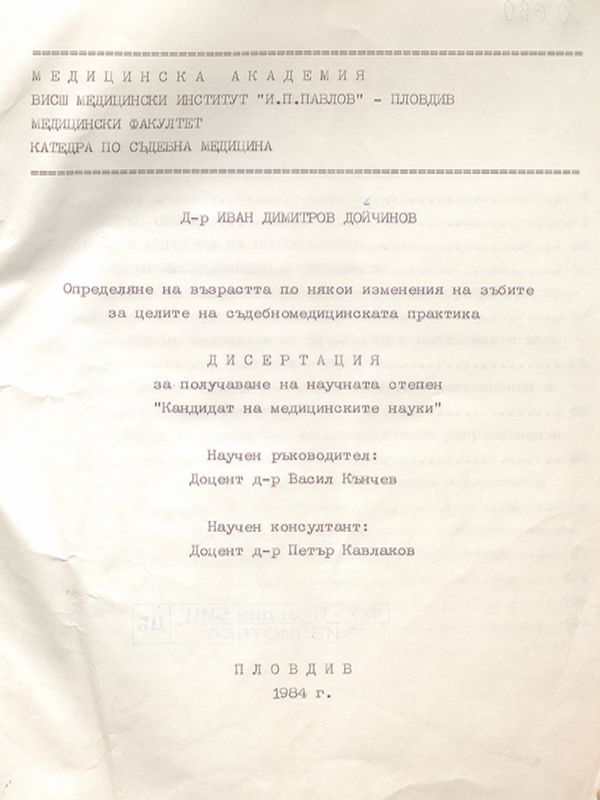 МЕДИЦИНСКА АКАДЕМИЯ
ВИСШ МЕДИЦИНСКИ ИНСТИТУТ "И.П.ПАВЛОВ" - ПЛОВДИВ
МЕДИЦИНСКИ ФАКУЛТЕТ
КАТЕДРА ПО СЪДЕБНА МЕДИЦИНА
Д-р ИВАН ДИМИТРОВ ДОЙЧИНОВ
Определяне на възрастта по някои изменения на зъбите
за целите на съдебномедицинската практика
ДИСЕРТАЦИЯ
за получаване на научната степен
"Кандидат на медицинските науки"
Научен ръководител:
Доцент д-р Васил Кънчев
Научен консултант:
Доцент д-р Петър Кавлаков
ПЛОВДИВ
1984 г.